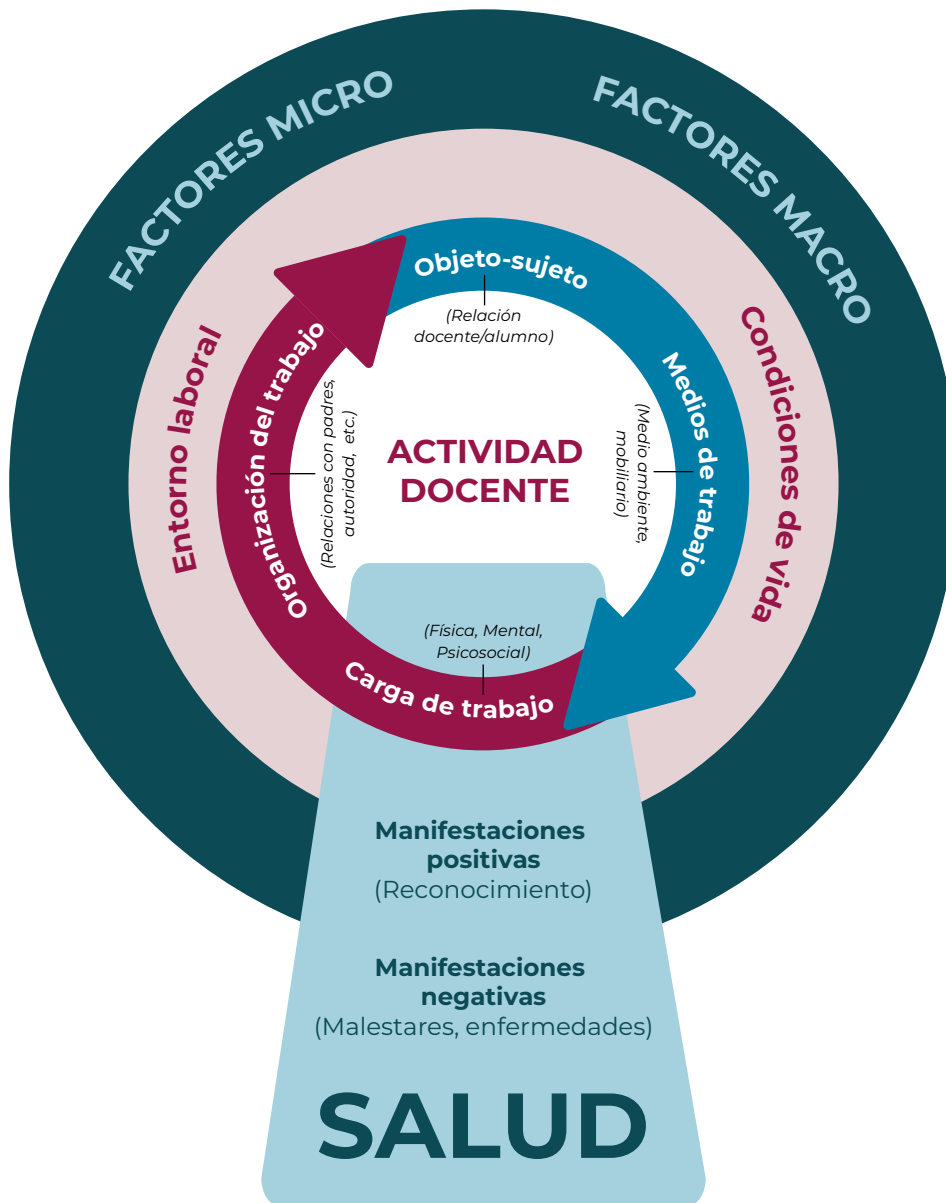 FACTORES MICRO
FACTORES MACRO
Entorno laboral
Condiciones de vida
Objeto-sujeto
(Relación
docente/alumno)
Medios de trabajo
(Medio ambiente,
mobiliario)
Organización del trabajo
(Relaciones con padres,
autoridad, etc.)
ACTIVIDAD
DOCENTE
(Física, Mental,
Psicosocial)
Carga de trabajo
Manifestaciones
positivas
(Reconocimiento)
Manifestaciones
negativas
(Malestares, enfermedades)
SALUD